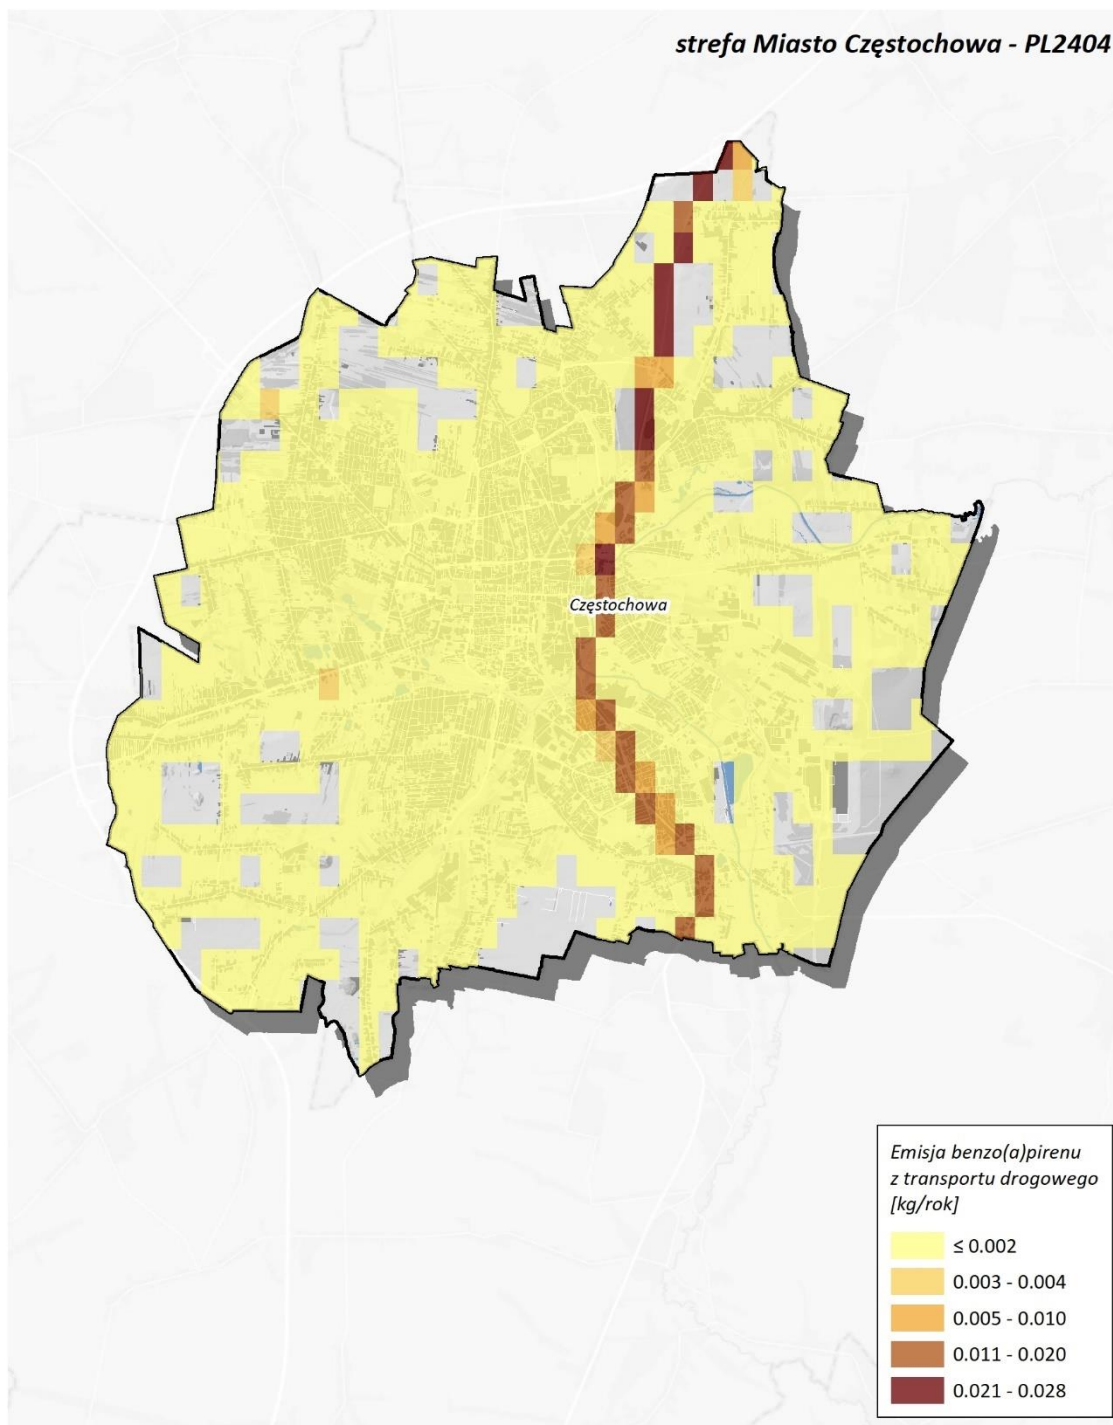 strefa Miasto Częstochowa - PL2404
Częstochowa
Emisja benzo(a)pirenu
z transportu drogowego
[kg/rok]
≤ 0.002
0.003 - 0.004
0.005 - 0.010
0.011 - 0.020
0.021 - 0.028